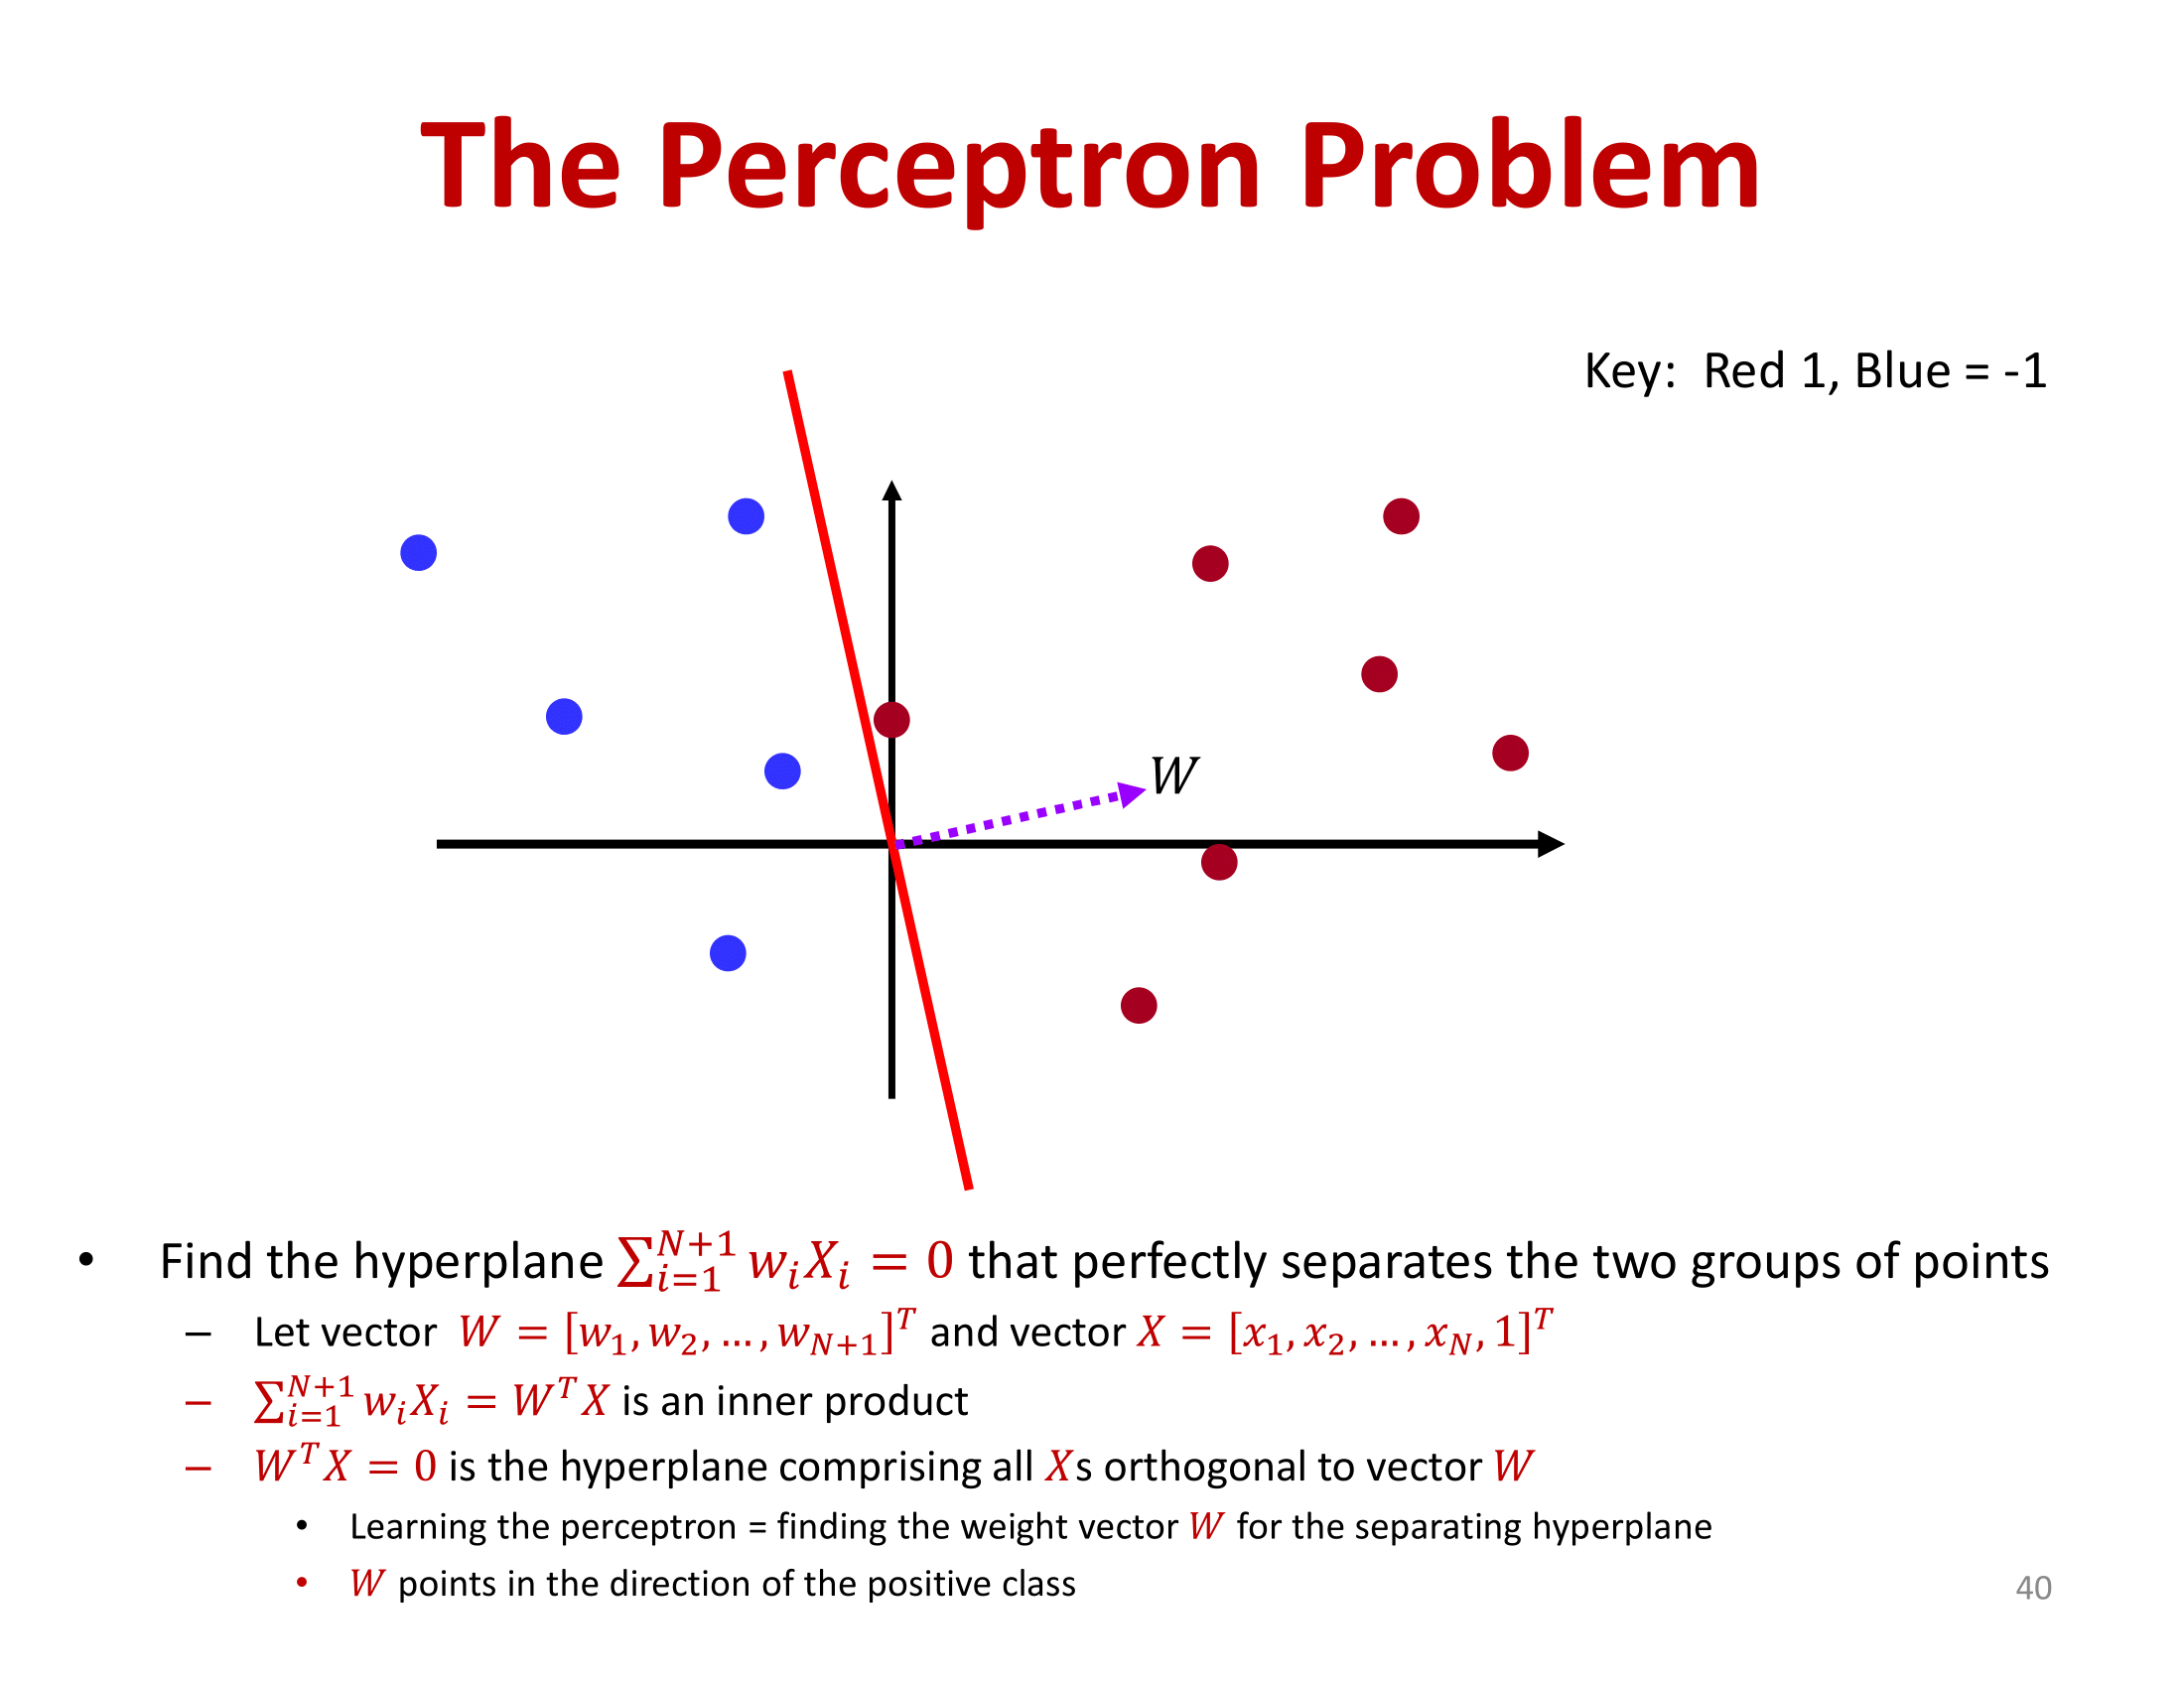 The Perceptron Problem
Key: Red 1, Blue = -1
W
• Find the hyperplane $\sum_{i=1}^{N+1} w_i X_i = 0$ that perfectly separates the two groups of points
– Let vector $W = [w_1, w_2, \ldots, w_{N+1}]^T$ and vector $X = [x_1, x_2, \ldots, x_N, 1]^T$
– $\sum_{i=1}^{N+1} w_i X_i = W^T X$ is an inner product
– $W^T X = 0$ is the hyperplane comprising all $X$s orthogonal to vector $W$
• Learning the perceptron = finding the weight vector $W$ for the separating hyperplane
• $W$ points in the direction of the positive class
40